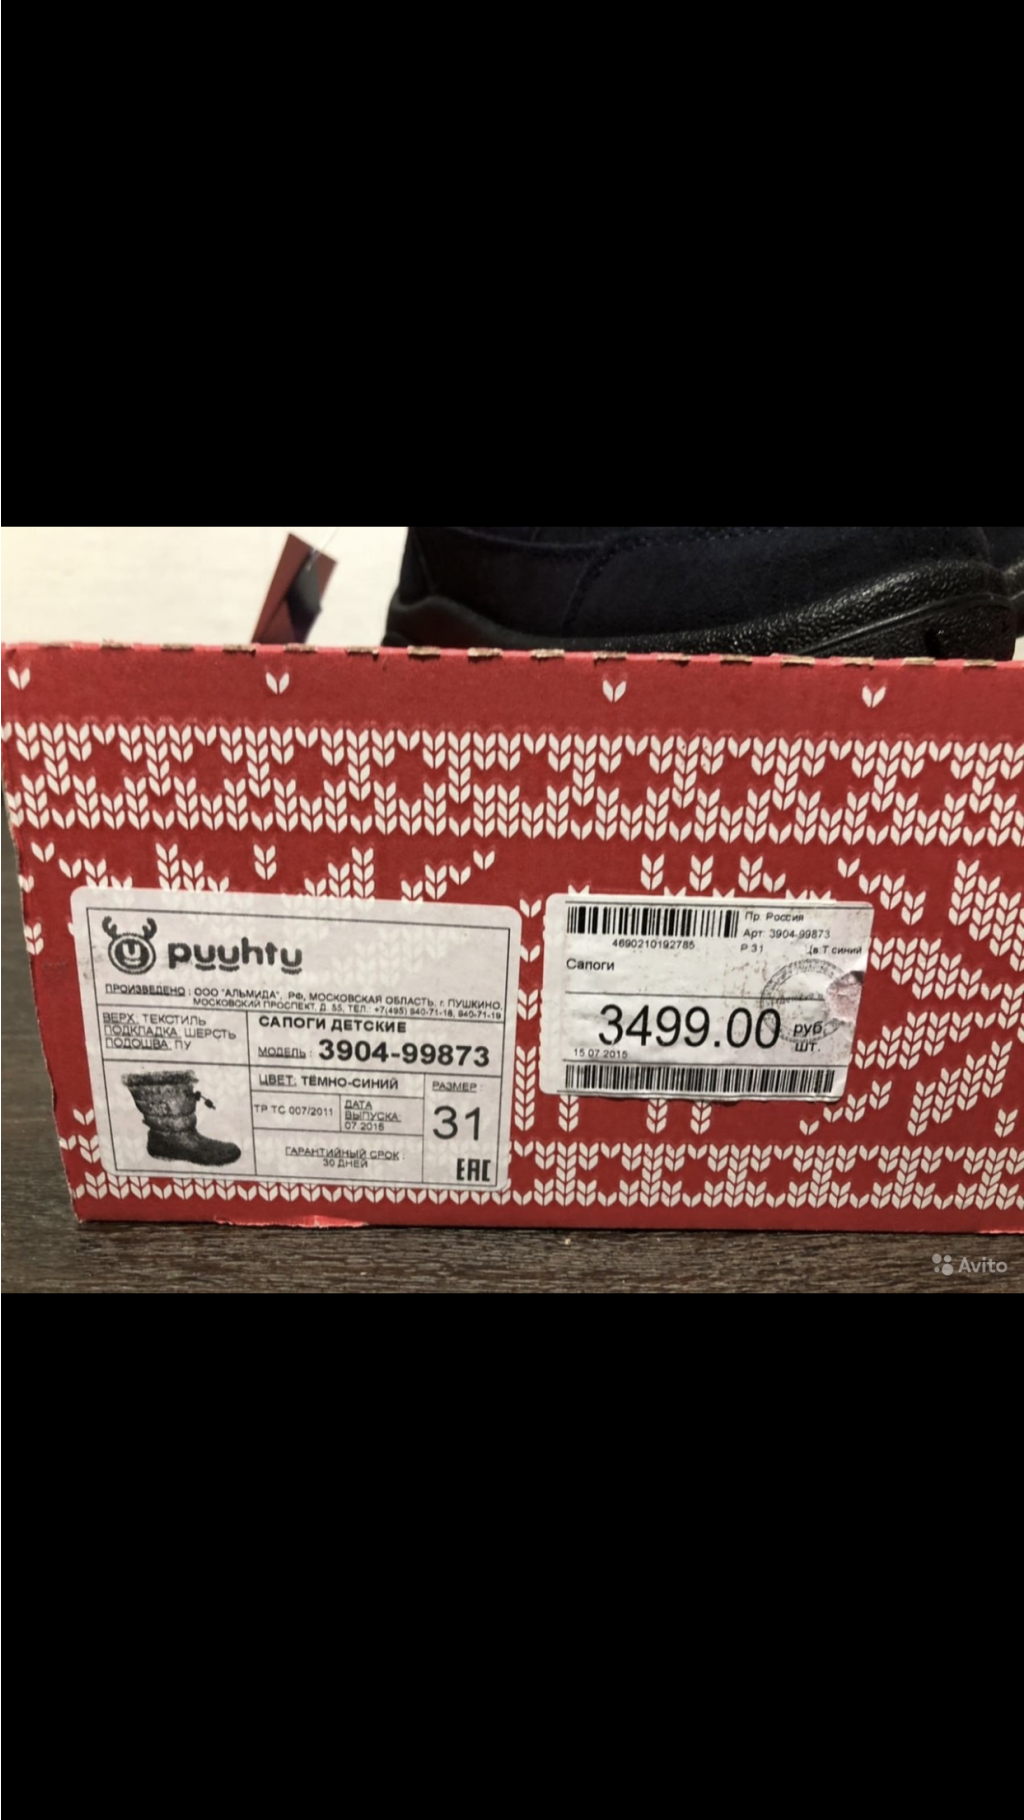 puuhtu
ПРОИЗВЕДЕНО : ООО "АЛЬМИДА", РФ, МОСКОВСКАЯ ОБЛАСТЬ, г. ПУШКИНО,
МОСКОВСКИЙ ПРОСПЕКТ, Д. 55, ТЕЛ.: +7(495) 940-71-18, 940-71-19
ВЕРХ: ТЕКСТИЛЬ
ПОДКЛАДКА: ШЕРСТЬ
ПОДОШВА: ПУ
САПОГИ ДЕТСКИЕ
МОДЕЛЬ : 3904-99873
ЦВЕТ: ТЁМНО-СИНИЙ
РАЗМЕР :
31
ТР ТС 007/2011
ДАТА
ВЫПУСКА:
07.2015
ГАРАНТИЙНЫЙ СРОК :
30 ДНЕЙ
EAC
Пр. Россия
Арт: 3904-99873
4690210192785
Р 31 Цв.Т.синий
Сапоги
3499.00 руб.
шт.
15.07.2015
Avito